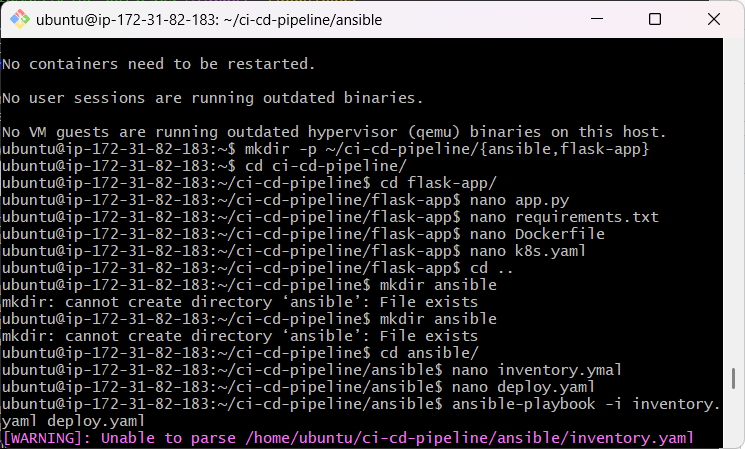 ubuntu@ip-172-31-82-183: ~/ci-cd-pipeline/ansible
No containers need to be restarted.
No user sessions are running outdated binaries.
No VM guests are running outdated hypervisor (qemu) binaries on this host.
ubuntu@ip-172-31-82-183:~$ mkdir -p ~/ci-cd-pipeline/{ansible,flask-app}
ubuntu@ip-172-31-82-183:~$ cd ci-cd-pipeline/
ubuntu@ip-172-31-82-183:~/ci-cd-pipeline$ cd flask-app/
ubuntu@ip-172-31-82-183:~/ci-cd-pipeline/flask-app$ nano app.py
ubuntu@ip-172-31-82-183:~/ci-cd-pipeline/flask-app$ nano requirements.txt
ubuntu@ip-172-31-82-183:~/ci-cd-pipeline/flask-app$ nano Dockerfile
ubuntu@ip-172-31-82-183:~/ci-cd-pipeline/flask-app$ nano k8s.yaml
ubuntu@ip-172-31-82-183:~/ci-cd-pipeline/flask-app$ cd ..
ubuntu@ip-172-31-82-183:~/ci-cd-pipeline$ mkdir ansible
mkdir: cannot create directory ‘ansible’: File exists
ubuntu@ip-172-31-82-183:~/ci-cd-pipeline$ mkdir ansible
mkdir: cannot create directory ‘ansible’: File exists
ubuntu@ip-172-31-82-183:~/ci-cd-pipeline$ cd ansible/
ubuntu@ip-172-31-82-183:~/ci-cd-pipeline/ansible$ nano inventory.ymal
ubuntu@ip-172-31-82-183:~/ci-cd-pipeline/ansible$ nano deploy.yaml
ubuntu@ip-172-31-82-183:~/ci-cd-pipeline/ansible$ ansible-playbook -i inventory.
yaml deploy.yaml
[WARNING]: Unable to parse /home/ubuntu/ci-cd-pipeline/ansible/inventory.yaml